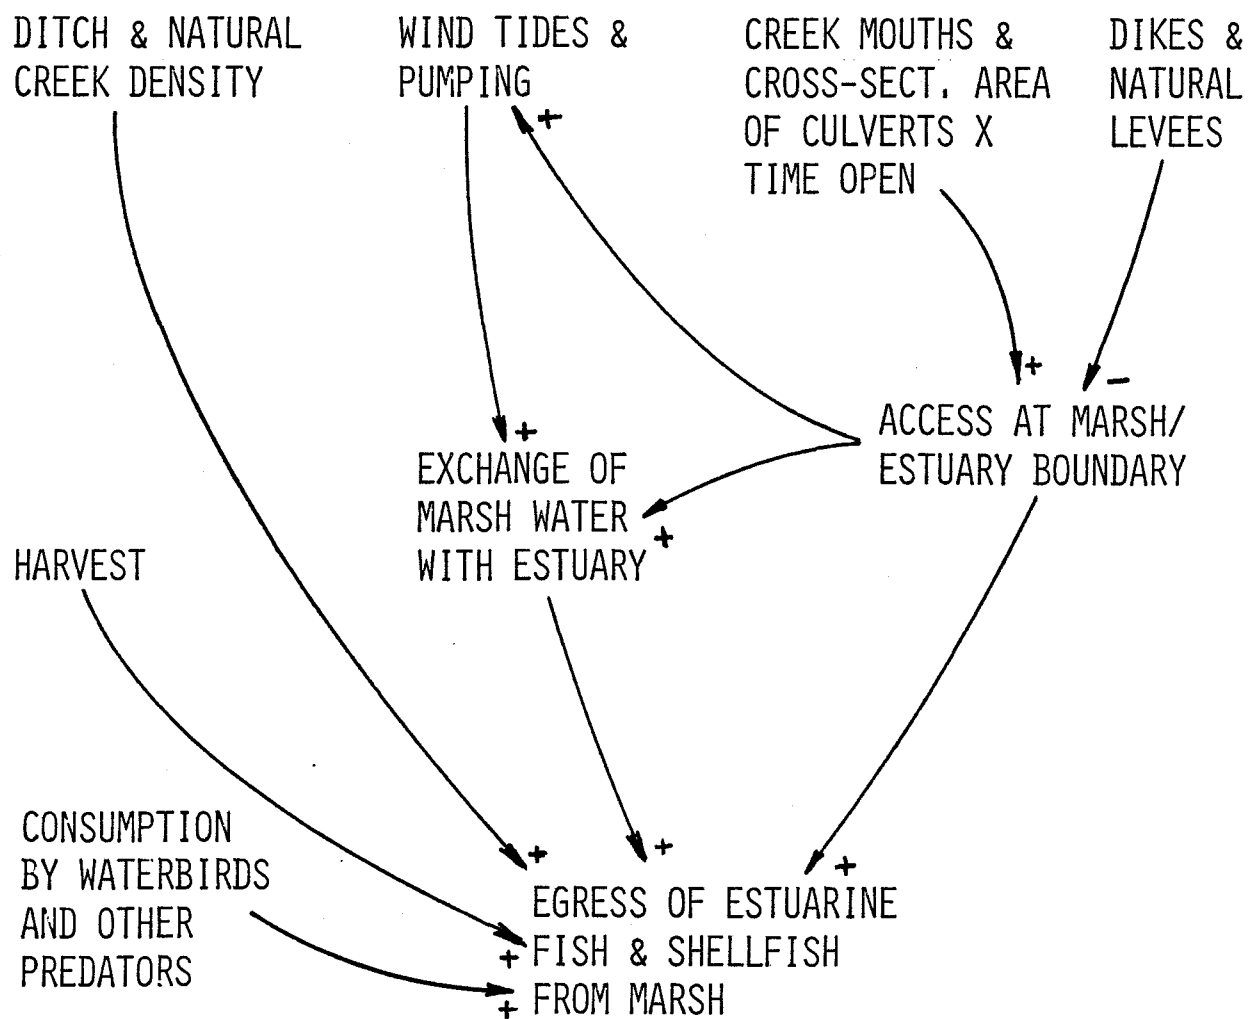 DITCH & NATURAL
CREEK DENSITY
WIND TIDES &
PUMPING
CREEK MOUTHS &
CROSS-SECT. AREA
OF CULVERTS X
TIME OPEN
DIKES &
NATURAL
LEVEES
+
+
-
ACCESS AT MARSH/
ESTUARY BOUNDARY
+
EXCHANGE OF
MARSH WATER
WITH ESTUARY
+
HARVEST
CONSUMPTION
BY WATERBIRDS
AND OTHER
PREDATORS
+
+
+
EGRESS OF ESTUARINE
+ FISH & SHELLFISH
+ FROM MARSH